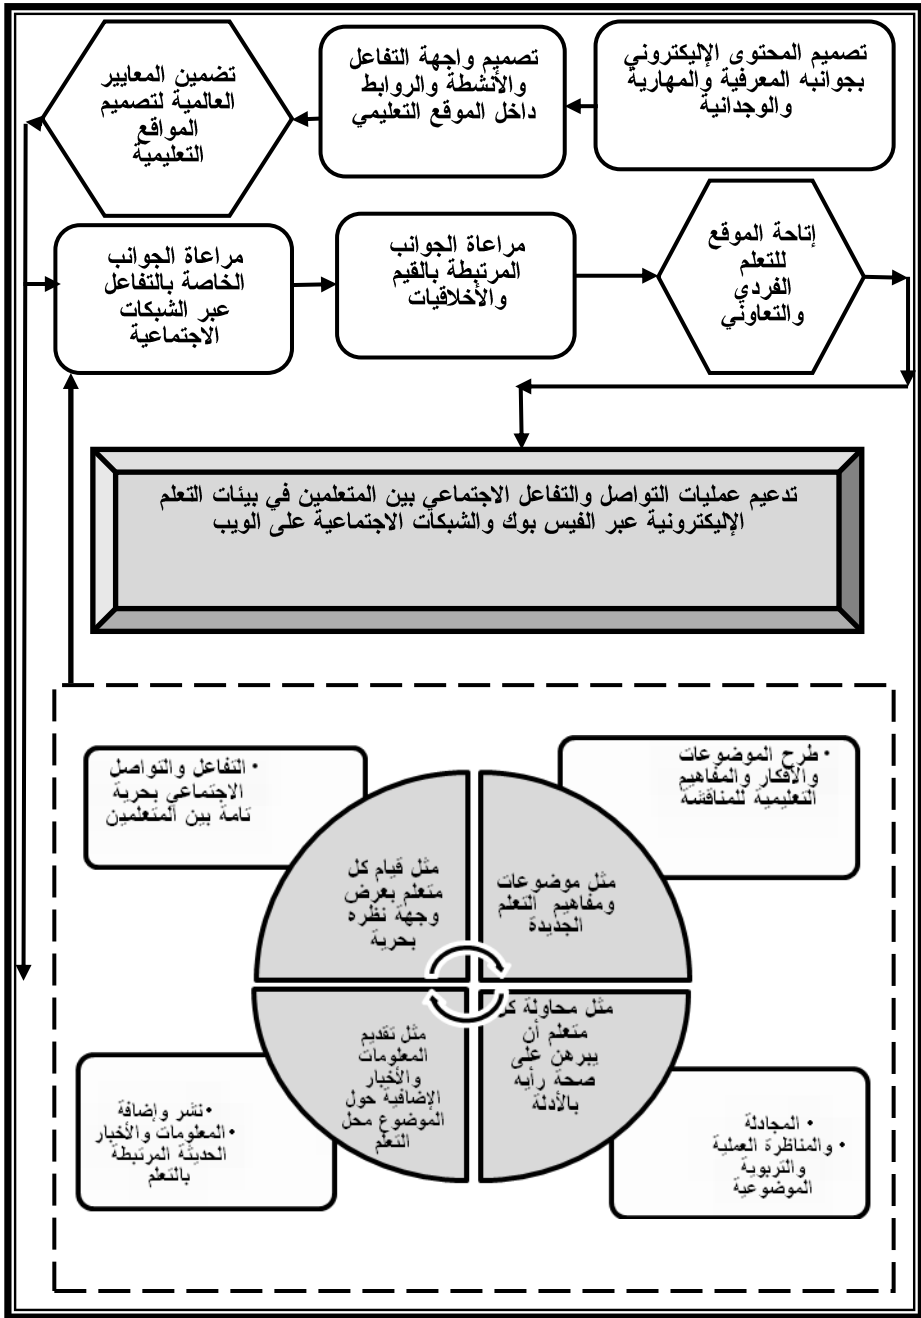 تصميم المحتوى الإليكتروني
بجوانبه المعرفية والمهارية
والوجدانية
تصميم واجهة التفاعل
والأنشطة والروابط
داخل الموقع التعليمي
تضمين المعايير
العالمية لتصميم
المواقع
التعليمية
مراعاة الجوانب
الخاصة بالتفاعل
عبر الشبكات
الاجتماعية
مراعاة الجوانب
المرتبطة بالقيم
والأخلاقيات
إتاحة الموقع
للتعلم
الفردي
والتعاوني
تدعيم عمليات التواصل والتفاعل الاجتماعي بين المتعلمين في بيئات التعلم
الإليكترونية عبر الفيس بوك والشبكات الاجتماعية على الويب
• طرح الموضوعات
والأفكار والمفاهيم
التعليمية للمناقشة
• التفاعل والتواصل
الاجتماعي بحرية
تامة بين المتعلمين
مثل موضوعات
ومفاهيم التعلم
الجديدة
مثل قيام كل
متعلم بعرض
وجهة نظره
بحرية
مثل محاولة كل
متعلم أن
يبرهن على
صحة رأيه
بالأدلة
مثل تقديم
المعلومات
والأخبار
الإضافية حول
الموضوع محل
التعلم
• المجادلة
• والمناظرة العملية
والتربوية
الموضوعية
• نشر وإضافة
• المعلومات والأخبار
الحديثة المرتبطة
بالتعلم